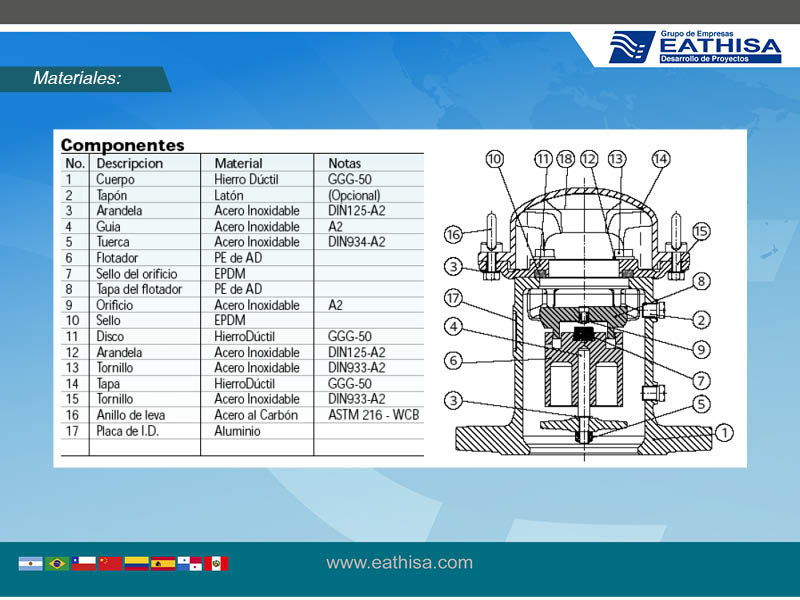 Grupo de Empresas
EATHISA
Desarrollo de Proyectos
Materiales:
Componentes
No. Descripcion Material Notas
1 Cuerpo Hierro Dúctil GGG-50
2 Tapón Latón (Opcional)
3 Arandela Acero Inoxidable DIN125-A2
4 Guia Acero Inoxidable A2
5 Tuerca Acero Inoxidable DIN934-A2
6 Flotador PE de AD
7 Sello del orificio EPDM
8 Tapa del flotador PE de AD
9 Orificio Acero Inoxidable A2
10 Sello EPDM
11 Disco HierroDúctil GGG-50
12 Arandela Acero Inoxidable DIN125-A2
13 Tornillo Acero Inoxidable DIN933-A2
14 Tapa HierroDúctil GGG-50
15 Tornillo Acero Inoxidable DIN933-A2
16 Anillo de leva Acero al Carbón ASTM 216 - WCB
17 Placa de I.D. Aluminio
10 11 18 12 13 14
16 15
3
8
17
2
4
9
6
7
3
5
1
www.eathisa.com